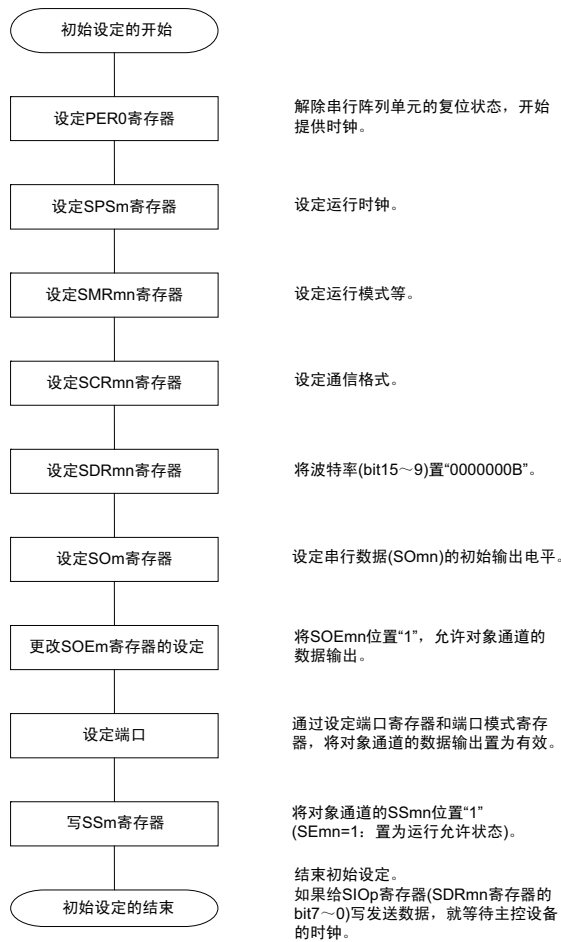 初始设定的开始
设定PER0寄存器
解除串行阵列单元的复位状态，开始
提供时钟。
设定SPSm寄存器
设定运行时钟。
设定SMRmn寄存器
设定运行模式等。
设定SCRmn寄存器
设定通信格式。
设定SDRmn寄存器
将波特率(bit15～9)置“0000000B”。
设定SOm寄存器
设定串行数据(SOmn)的初始输出电平。
更改SOEm寄存器的设定
将SOEmn位置“1”，允许对象通道的
数据输出。
设定端口
通过设定端口寄存器和端口模式寄存
器，将对象通道的数据输出置为有效。
写SSm寄存器
将对象通道的SSmn位置“1”
(SEmn=1：置为运行允许状态)。
初始设定的结束
结束初始设定。
如果给SIOp寄存器(SDRmn寄存器的
bit7～0)写发送数据，就等待主控设备
的时钟。